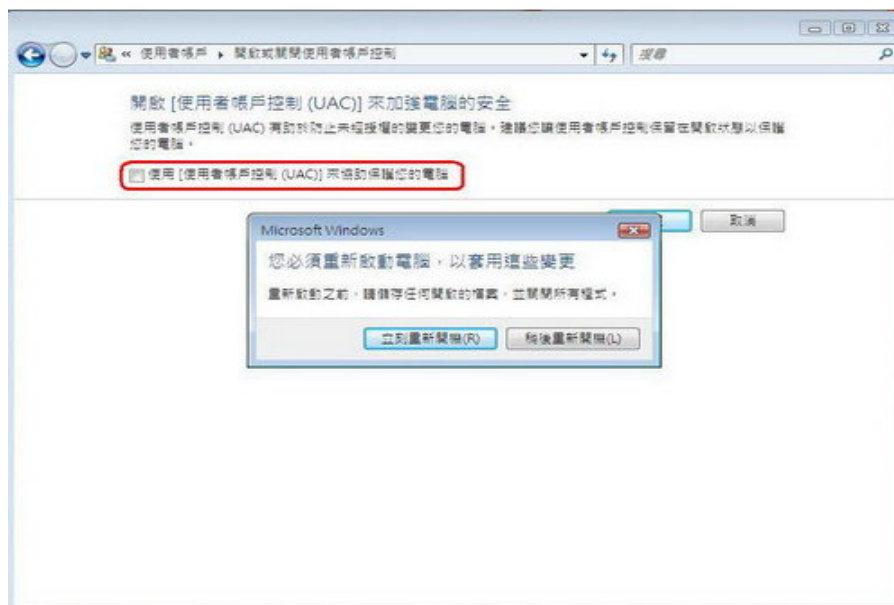 « 使用者帳戶 ▸ 開啟或關閉使用者帳戶控制
搜尋
開啟 [使用者帳戶控制 (UAC)] 來加強電腦的安全
使用者帳戶控制 (UAC) 有助於防止未經授權的變更您的電腦。建議您讓使用者帳戶控制保留在開啟狀態以保護
您的電腦。
使用 [使用者帳戶控制 (UAC)] 來協助保護您的電腦
取消
Microsoft Windows
您必須重新啟動電腦，以套用這些變更
重新啟動之前，請儲存任何開啟的檔案，並關閉所有程式。
立刻重新開機(R)
稍後重新開機(L)